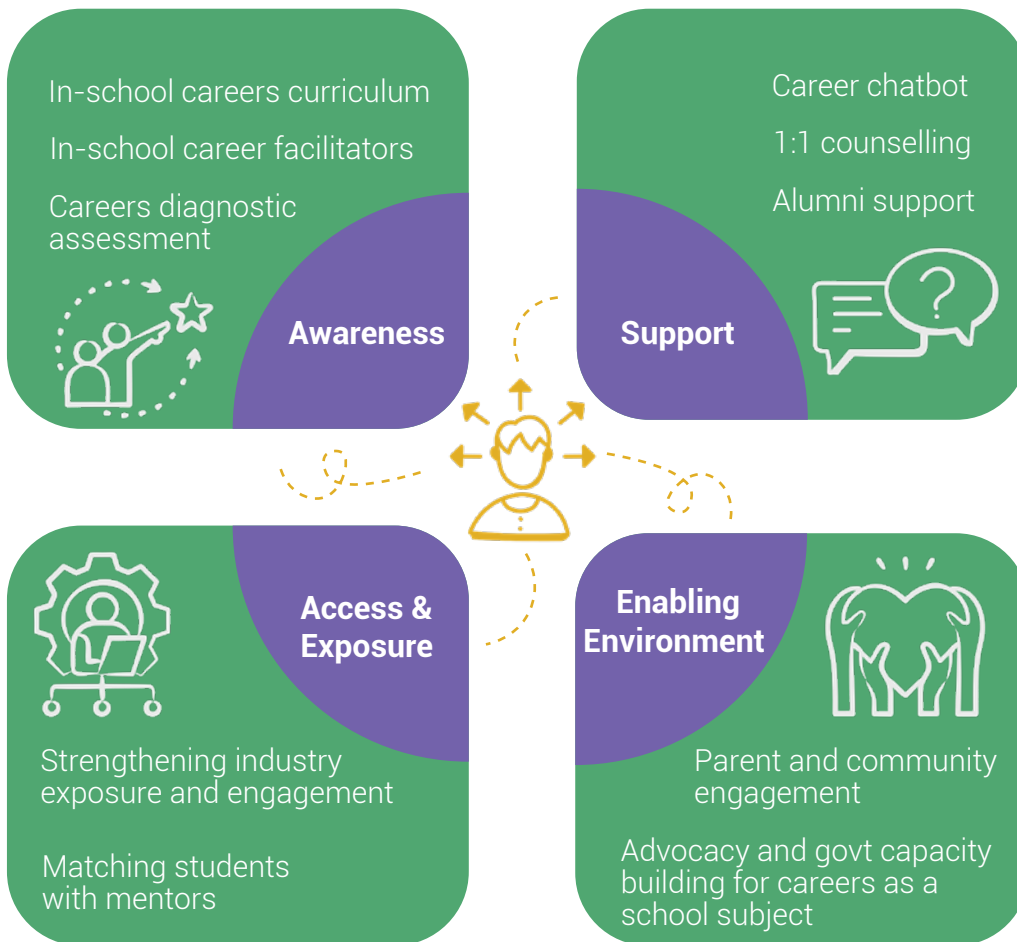 In-school careers curriculum
In-school career facilitators
Careers diagnostic
assessment
Awareness
Career chatbot
1:1 counselling
Alumni support
Support
?
Access &
Exposure
Strengthening industry
exposure and engagement
Matching students
with mentors
Enabling
Environment
Parent and community
engagement
Advocacy and govt capacity
building for careers as a
school subject